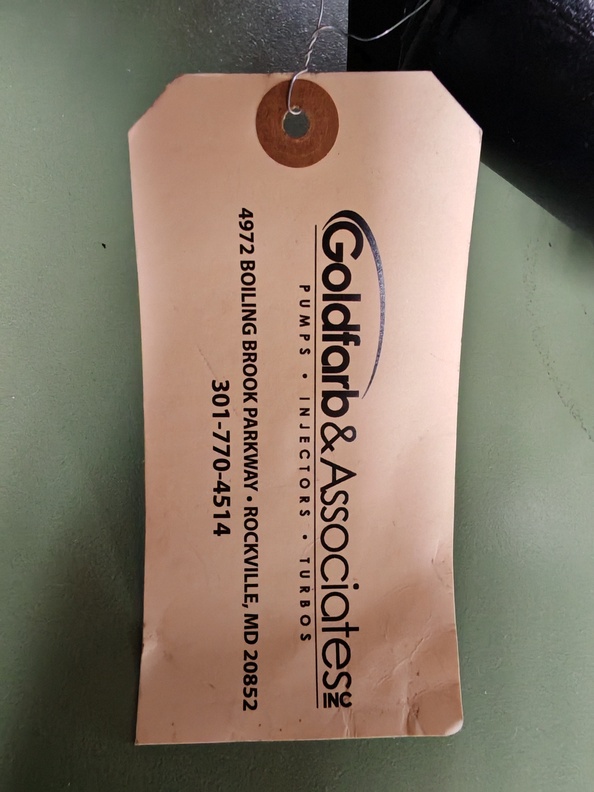 Goldfarb & Associates INC
PUMPS • INJECTORS • TURBOS
4972 BOILING BROOK PARKWAY • ROCKVILLE, MD 20852
301-770-4514